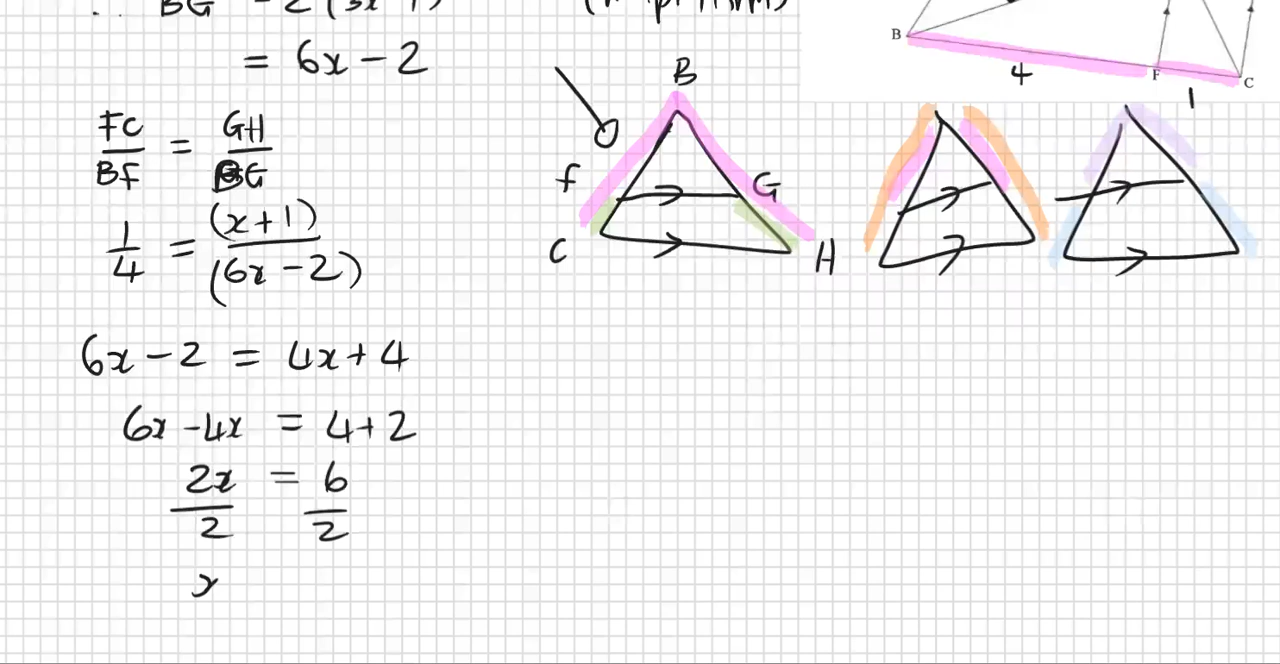 = 6x - 2
FC/BF = GH/BG
1/4 = (x+1)/(6x-2)
6x - 2 = 4x + 4
6x - 4x = 4 + 2
2x/2 = 6/2
x
B
F
G
C
H
B
4
F
1
C